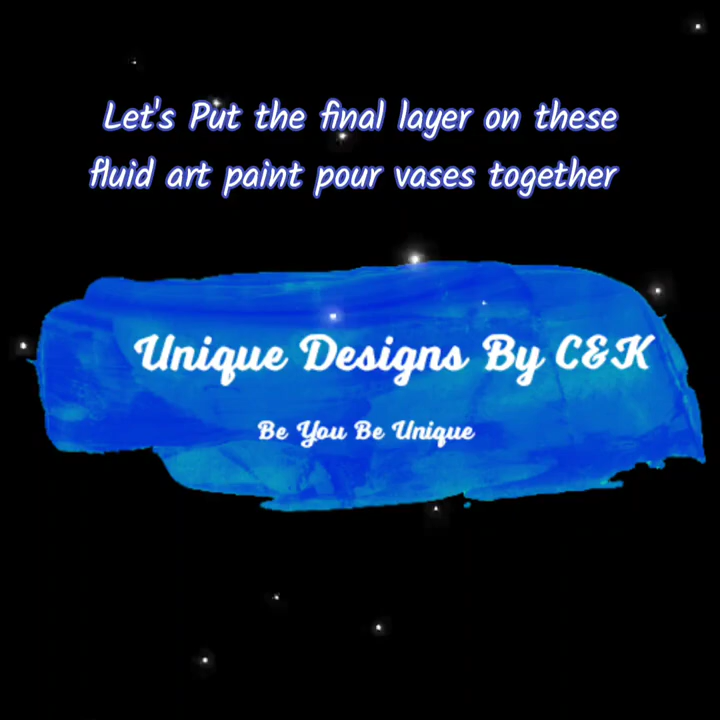 Let's Put the final layer on these
fluid art paint pour vases together
Unique Designs By C&K
Be You Be Unique